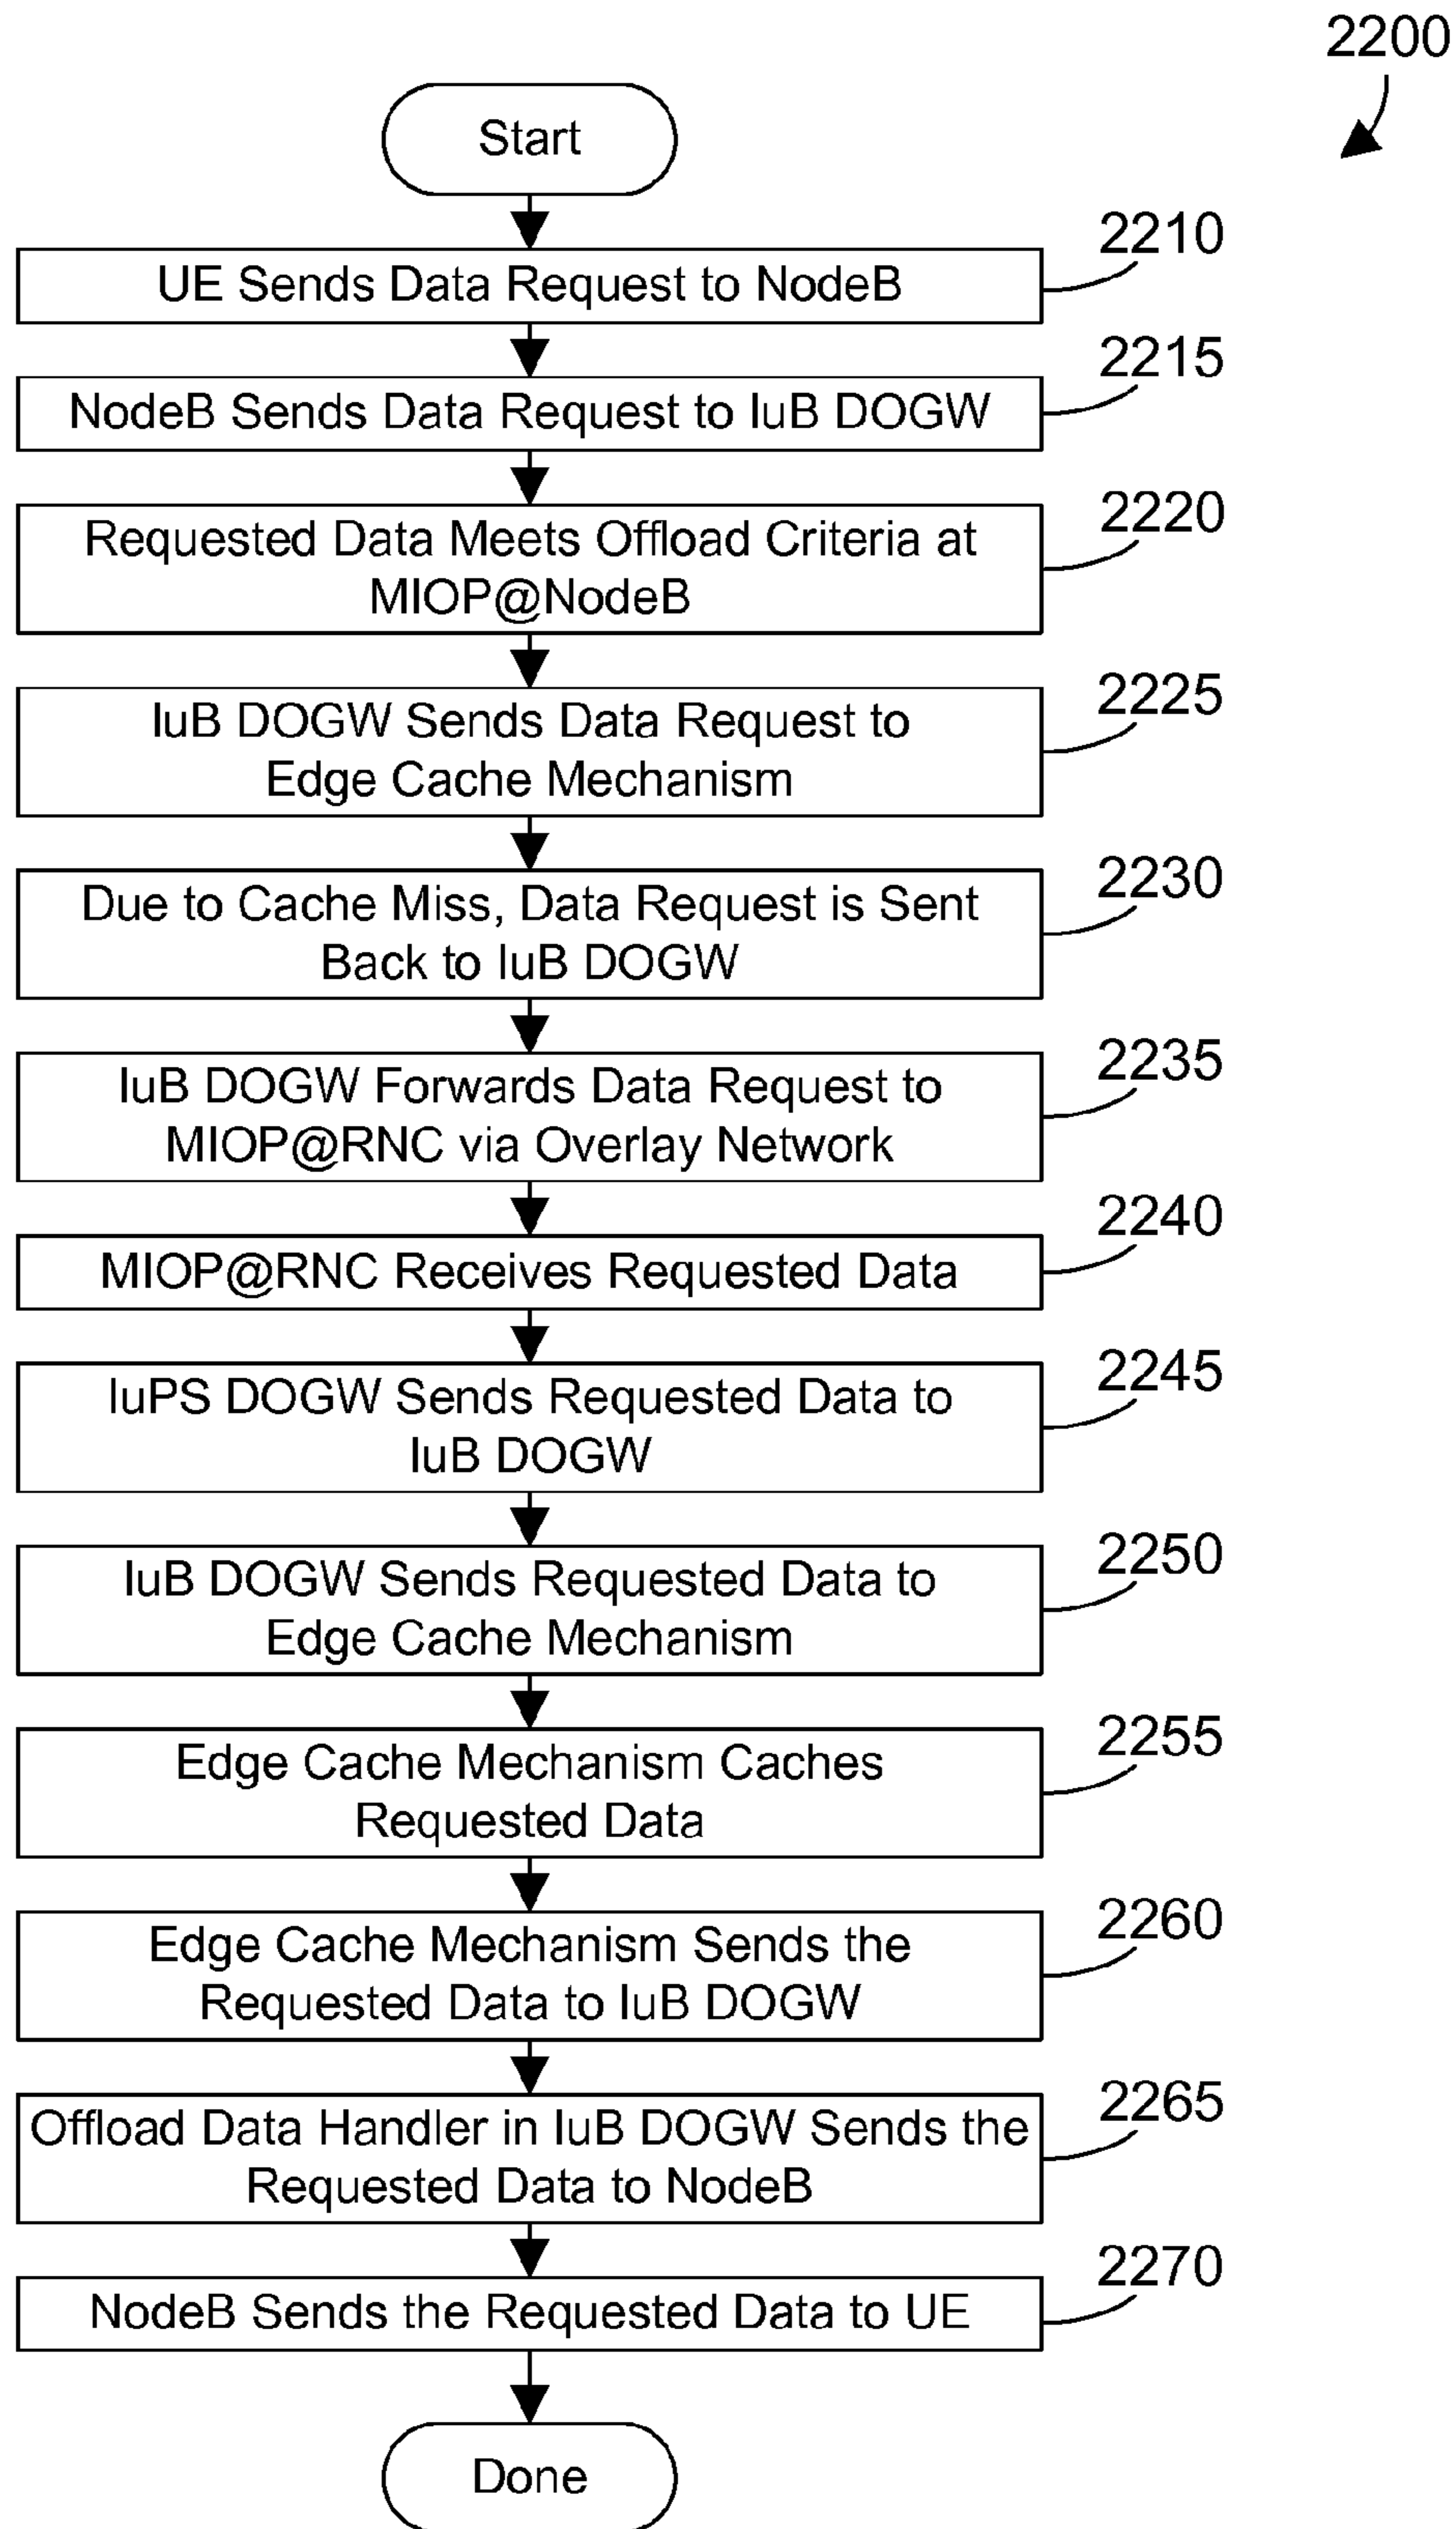 2200
Start
2210
UE Sends Data Request to NodeB
2215
NodeB Sends Data Request to IuB DOGW
2220
Requested Data Meets Offload Criteria at
MIOP@NodeB
2225
IuB DOGW Sends Data Request to
Edge Cache Mechanism
2230
Due to Cache Miss, Data Request is Sent
Back to IuB DOGW
2235
IuB DOGW Forwards Data Request to
MIOP@RNC via Overlay Network
2240
MIOP@RNC Receives Requested Data
2245
IuPS DOGW Sends Requested Data to
IuB DOGW
2250
IuB DOGW Sends Requested Data to
Edge Cache Mechanism
2255
Edge Cache Mechanism Caches
Requested Data
2260
Edge Cache Mechanism Sends the
Requested Data to IuB DOGW
2265
Offload Data Handler in IuB DOGW Sends the
Requested Data to NodeB
2270
NodeB Sends the Requested Data to UE
Done